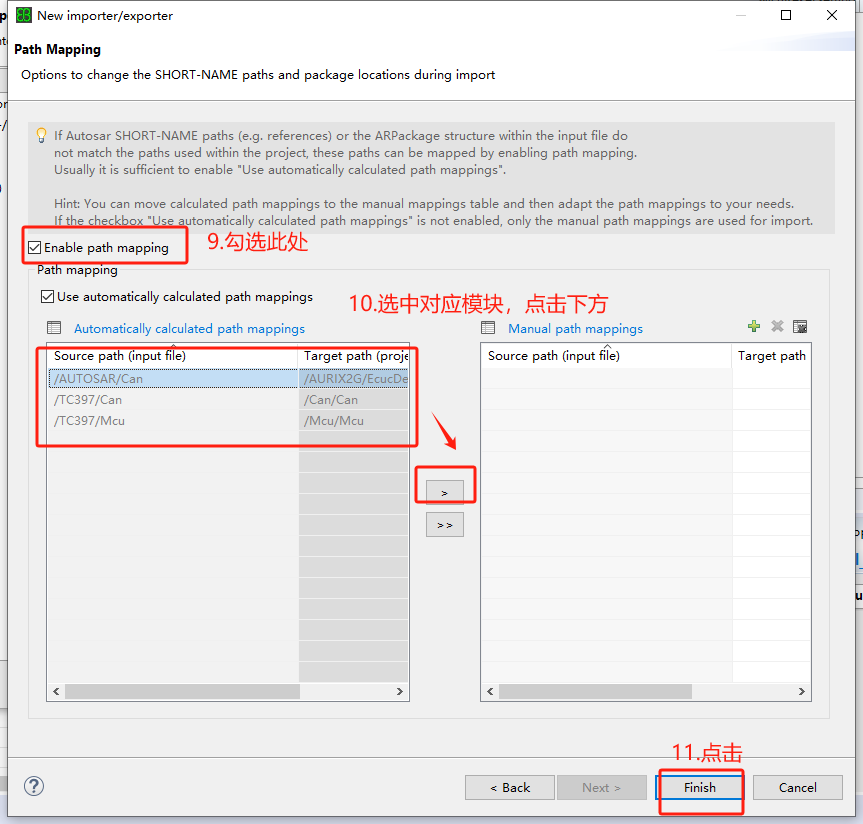 New importer/exporter
Path Mapping
Options to change the SHORT-NAME paths and package locations during import
If Autosar SHORT-NAME paths (e.g. references) or the ARPackage structure within the input file do
not match the paths used within the project, these paths can be mapped by enabling path mapping.
Usually it is sufficient to enable "Use automatically calculated path mappings".
Hint: You can move calculated path mappings to the manual mappings table and then adapt the path mappings to your needs.
If the checkbox "Use automatically calculated path mappings" is not enabled, only the manual path mappings are used for import.
Enable path mapping
9.勾选此处
Path mapping
Use automatically calculated path mappings
10.选中对应模块，点击下方
Automatically calculated path mappings
Manual path mappings
Source path (input file) Target path (proje
Source path (input file) Target path
/AUTOSAR/Can /AURIX2G/EcucDe
/TC397/Can /Can/Can
/TC397/Mcu /Mcu/Mcu
>
>>
11.点击
< Back Next > Finish Cancel